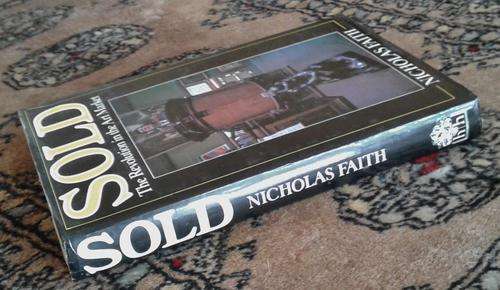 SOLD
The Revolution in the Art Market
NICHOLAS FAITH
SOLD
NICHOLAS FAITH